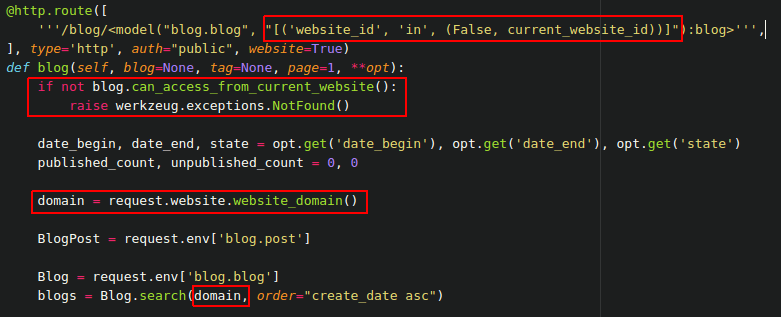 @http.route([
    '''/blog/<model("blog.blog", "[('website_id', 'in', (False, current_website_id))]"):blog>''',
], type='http', auth="public", website=True)
def blog(self, blog=None, tag=None, page=1, **opt):
    if not blog.can_access_from_current_website():
        raise werkzeug.exceptions.NotFound()
    date_begin, date_end, state = opt.get('date_begin'), opt.get('date_end'), opt.get('state')
    published_count, unpublished_count = 0, 0
    domain = request.website.website_domain()
    BlogPost = request.env['blog.post']
    Blog = request.env['blog.blog']
    blogs = Blog.search(domain, order="create_date asc")